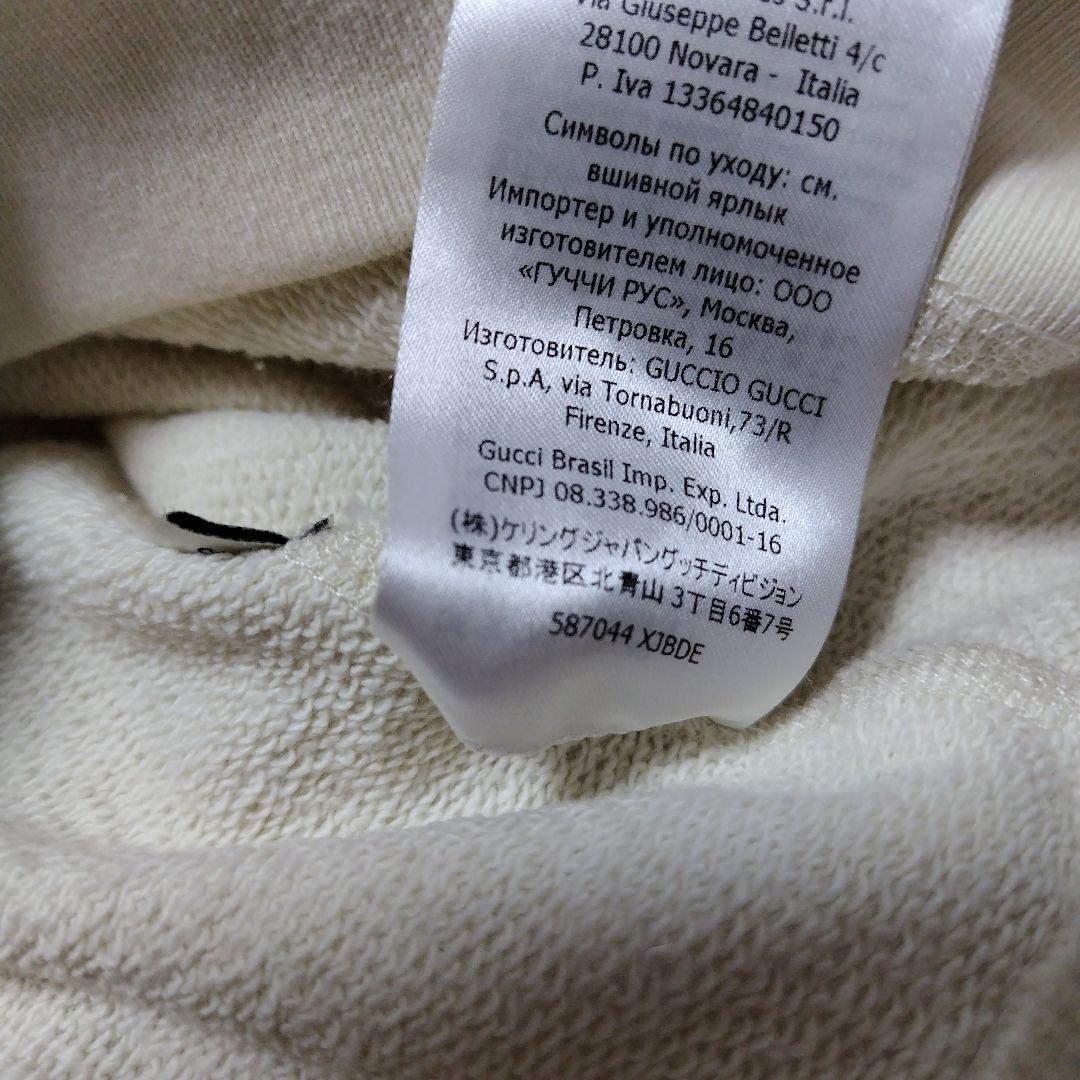 S.r.l.
Via Giuseppe Belletti 4/c
28100 Novara - Italia
P. Iva 13364840150
Символы по уходу: см.
вшивной ярлык
Импортер и уполномоченное
изготовителем лицо: ООО
«ГУЧЧИ РУС», Москва,
Петровка, 16
Изготовитель: GUCCIO GUCCI
S.p.A, via Tornabuoni,73/R
Firenze, Italia
Gucci Brasil Imp. Exp. Ltda.
CNPJ 08.338.986/0001-16
(株)ケリングジャパングッチディビジョン
東京都港区北青山 3丁目6番7号
587044 XJBDE